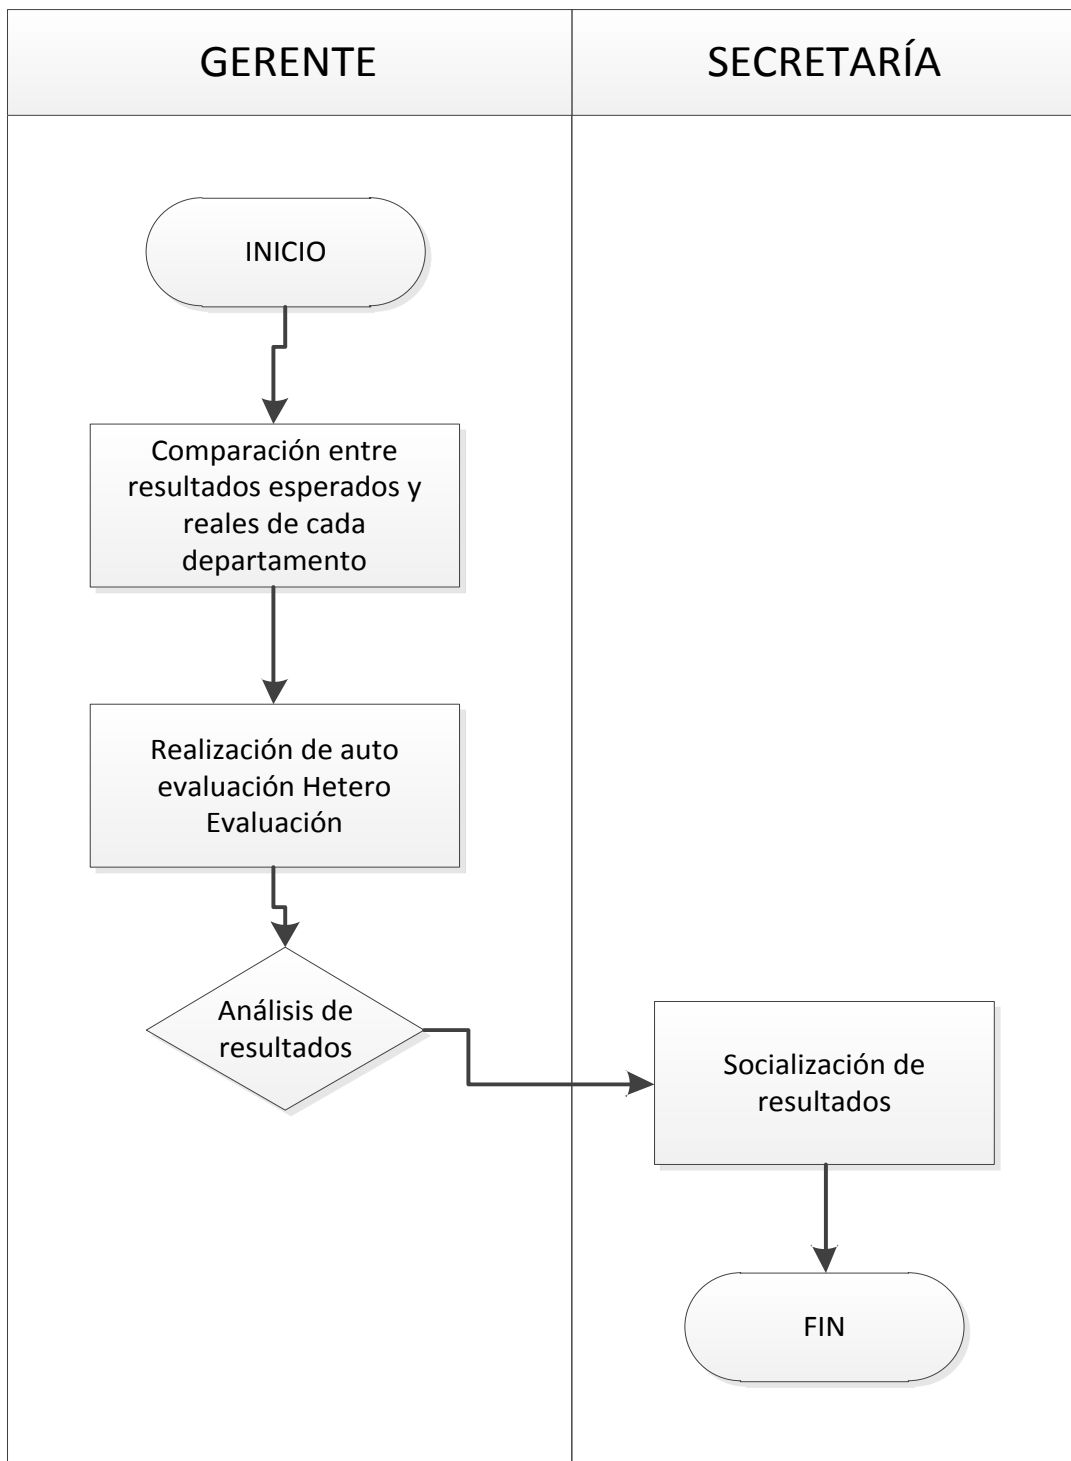 GERENTE
SECRETARÍA
INICIO
Comparación entre
resultados esperados y
reales de cada
departamento
Realización de auto
evaluación Hetero
Evaluación
Análisis de
resultados
Socialización de
resultados
FIN